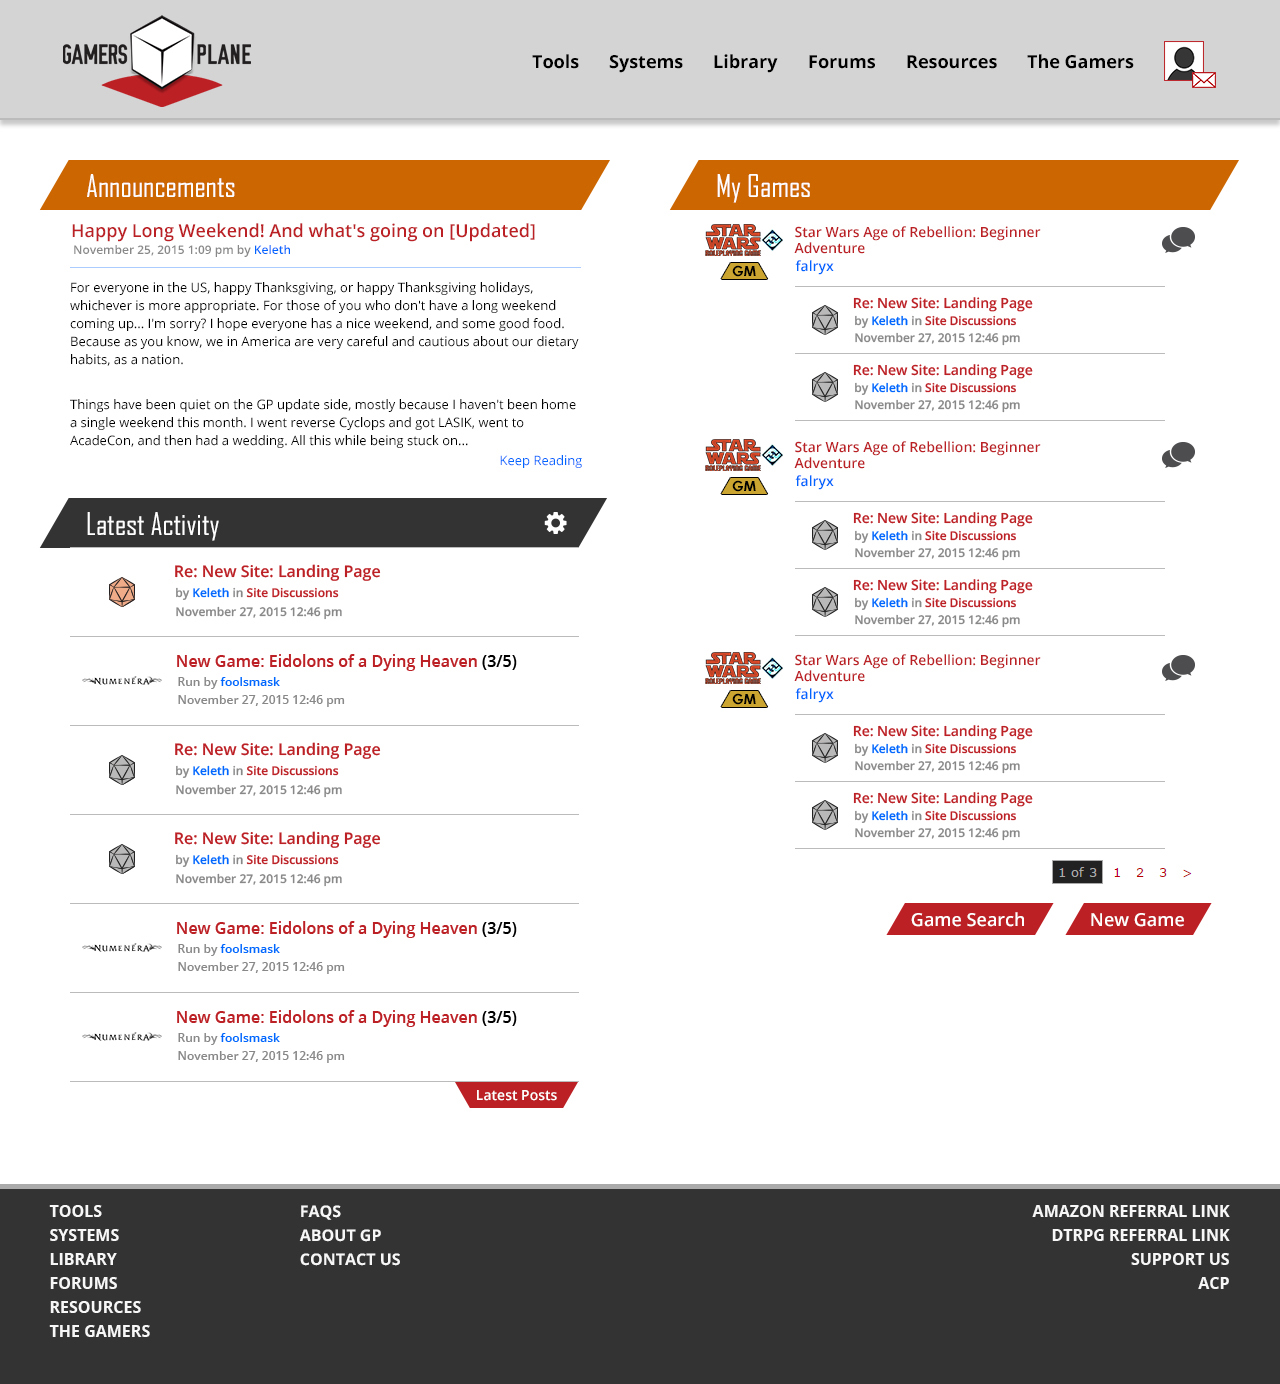 GAMERS PLANE
Tools Systems Library Forums Resources The Gamers
Announcements
Happy Long Weekend! And what's going on [Updated]
November 25, 2015 1:09 pm by Keleth
For everyone in the US, happy Thanksgiving, or happy Thanksgiving holidays,
whichever is more appropriate. For those of you who don't have a long weekend
coming up... I'm sorry? I hope everyone has a nice weekend, and some good food.
Because as you know, we in America are very careful and cautious about our dietary
habits, as a nation.
Things have been quiet on the GP update side, mostly because I haven't been home
a single weekend this month. I went reverse Cyclops and got LASIK, went to
AcadeCon, and then had a wedding. All this while being stuck on...
Keep Reading
Latest Activity
Re: New Site: Landing Page
by Keleth in Site Discussions
November 27, 2015 12:46 pm
NUMENÉRA
New Game: Eidolons of a Dying Heaven (3/5)
Run by foolsmask
November 27, 2015 12:46 pm
Re: New Site: Landing Page
by Keleth in Site Discussions
November 27, 2015 12:46 pm
Re: New Site: Landing Page
by Keleth in Site Discussions
November 27, 2015 12:46 pm
NUMENÉRA
New Game: Eidolons of a Dying Heaven (3/5)
Run by foolsmask
November 27, 2015 12:46 pm
NUMENÉRA
New Game: Eidolons of a Dying Heaven (3/5)
Run by foolsmask
November 27, 2015 12:46 pm
Latest Posts
My Games
STAR
WARS
ROLEPLAYING GAME
GM
Star Wars Age of Rebellion: Beginner
Adventure
falryx
Re: New Site: Landing Page
by Keleth in Site Discussions
November 27, 2015 12:46 pm
Re: New Site: Landing Page
by Keleth in Site Discussions
November 27, 2015 12:46 pm
STAR
WARS
ROLEPLAYING GAME
GM
Star Wars Age of Rebellion: Beginner
Adventure
falryx
Re: New Site: Landing Page
by Keleth in Site Discussions
November 27, 2015 12:46 pm
Re: New Site: Landing Page
by Keleth in Site Discussions
November 27, 2015 12:46 pm
STAR
WARS
ROLEPLAYING GAME
GM
Star Wars Age of Rebellion: Beginner
Adventure
falryx
Re: New Site: Landing Page
by Keleth in Site Discussions
November 27, 2015 12:46 pm
Re: New Site: Landing Page
by Keleth in Site Discussions
November 27, 2015 12:46 pm
1 of 3 1 2 3 >
Game Search New Game
TOOLS
SYSTEMS
LIBRARY
FORUMS
RESOURCES
THE GAMERS
FAQS
ABOUT GP
CONTACT US
AMAZON REFERRAL LINK
DTRPG REFERRAL LINK
SUPPORT US
ACP